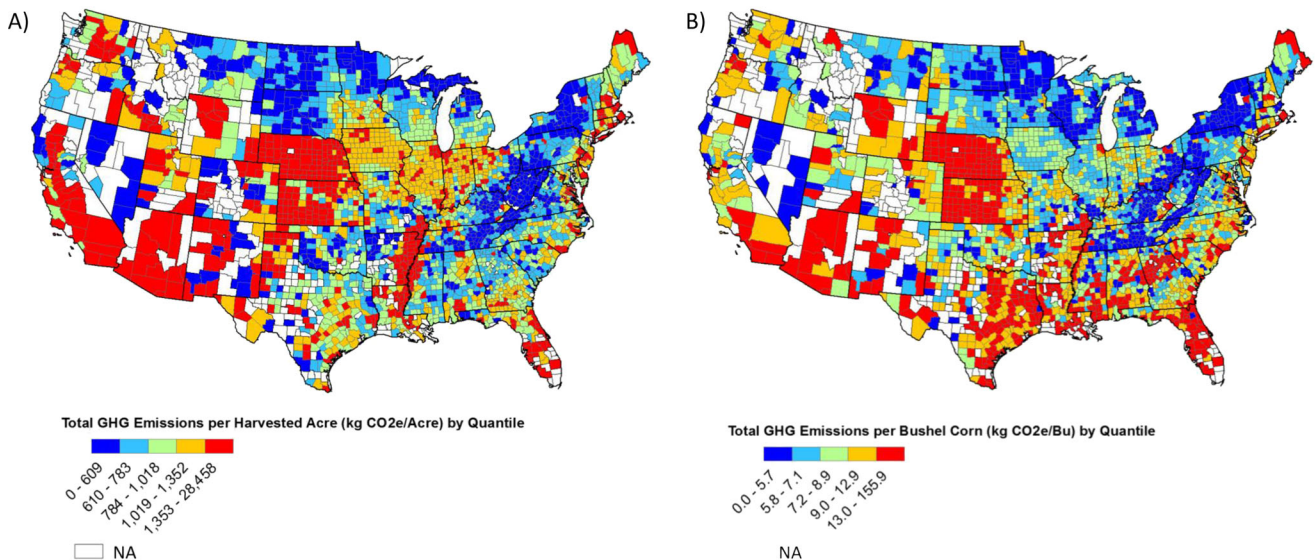 A)
B)
Total GHG Emissions per Harvested Acre (kg CO2e/Acre) by Quantile
0 - 609
610 - 783
784 - 1,018
1,019 - 1,352
1,353 - 28,458
NA
Total GHG Emissions per Bushel Corn (kg CO2e/Bu) by Quantile
0.0 - 5.7
5.8 - 7.1
7.2 - 8.9
9.0 - 12.9
13.0 - 155.9
NA